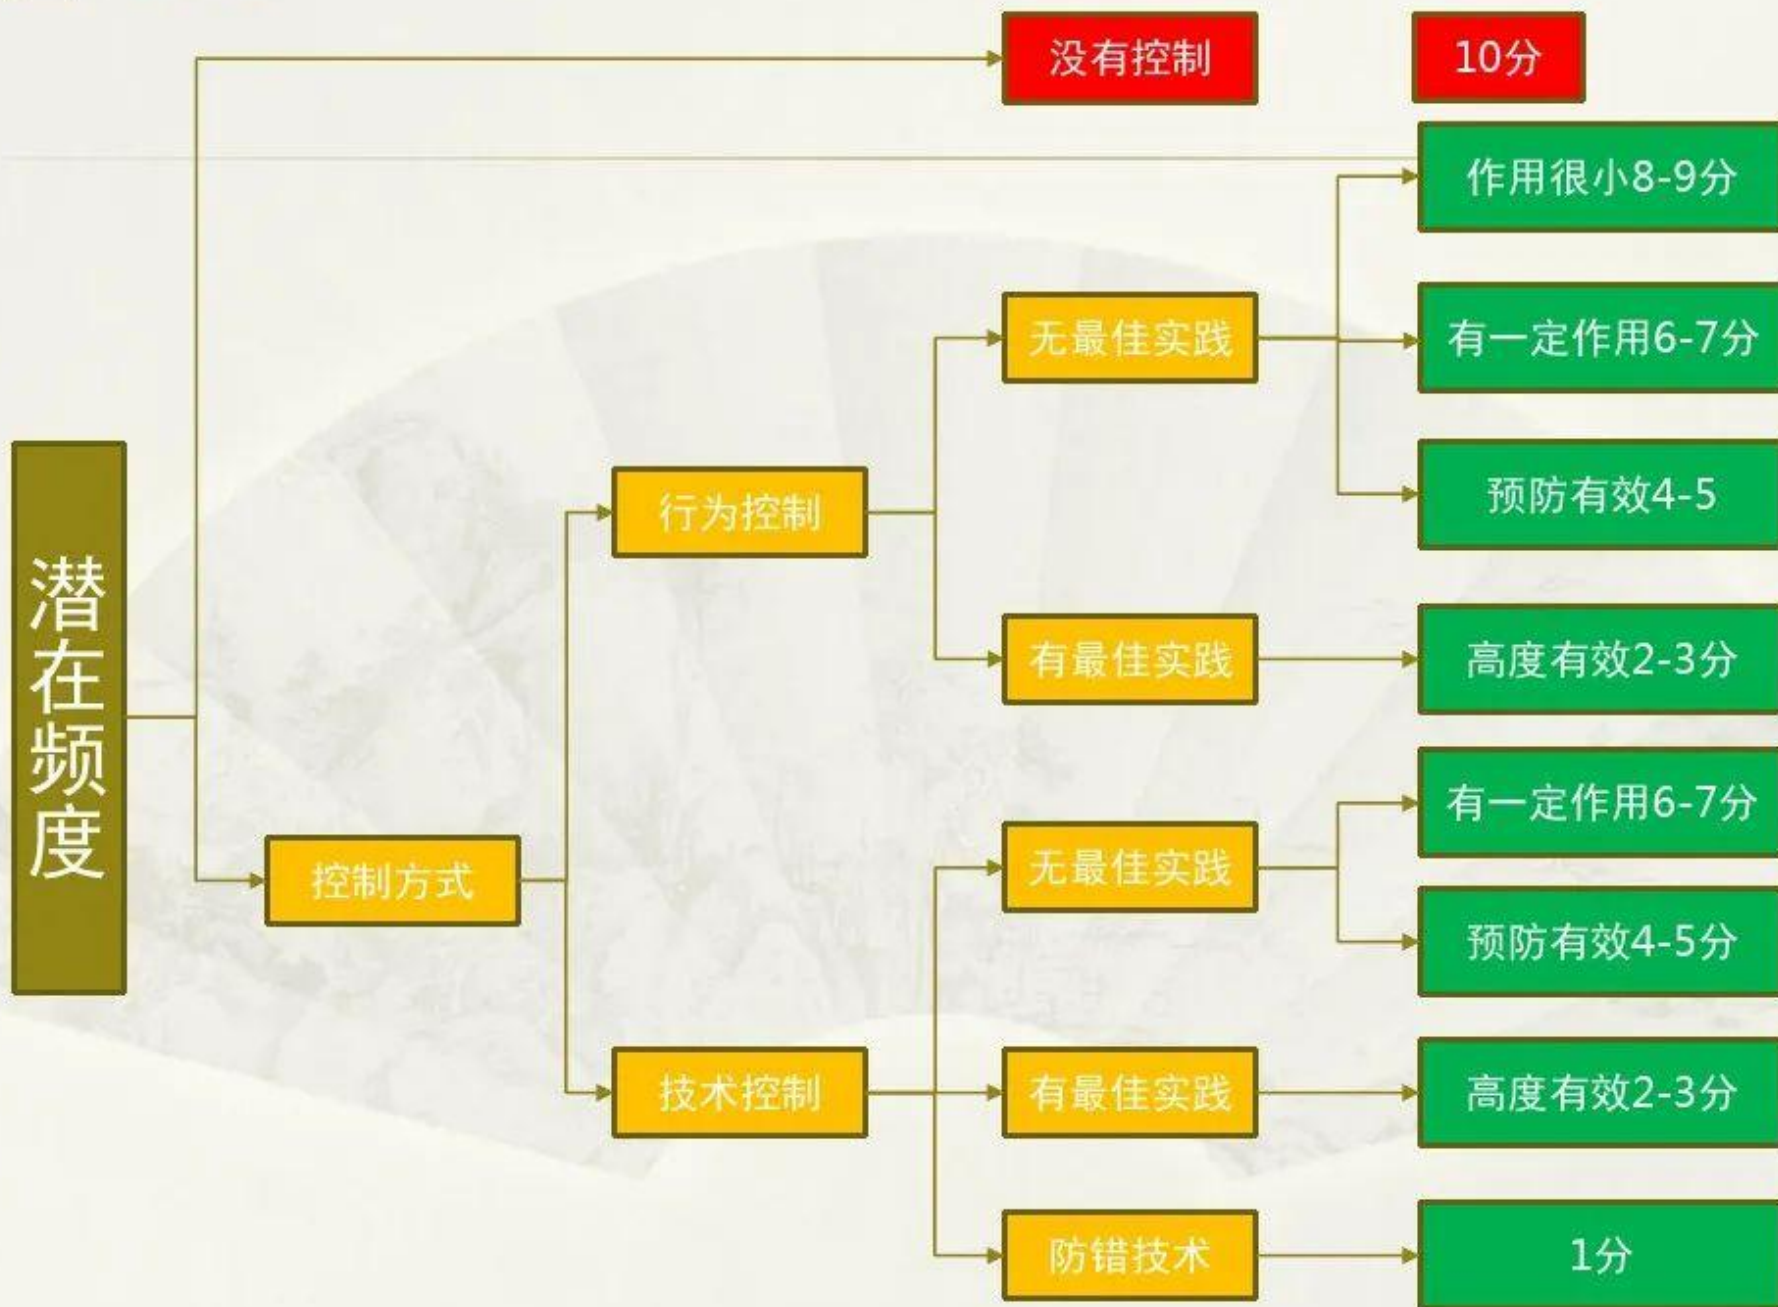 没有控制
10分
作用很小8-9分
无最佳实践
有一定作用6-7分
预防有效4-5
行为控制
有最佳实践
高度有效2-3分
潜在频度
控制方式
无最佳实践
有一定作用6-7分
预防有效4-5分
技术控制
有最佳实践
高度有效2-3分
防错技术
1分